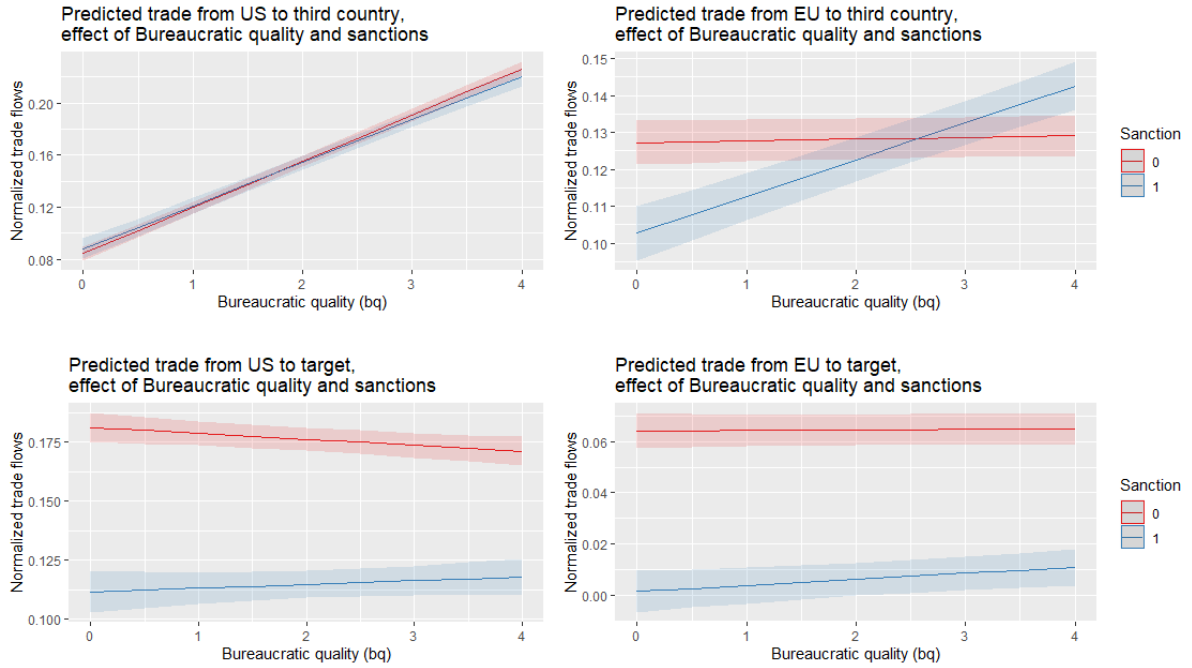 Predicted trade from US to third country,
effect of Bureaucratic quality and sanctions
Normalized trade flows
0.20
0.16
0.12
0.08
0
1
2
3
4
Bureaucratic quality (bq)
Predicted trade from EU to third country,
effect of Bureaucratic quality and sanctions
Normalized trade flows
0.15
0.14
0.13
0.12
0.11
0.10
0
1
2
3
4
Bureaucratic quality (bq)
Sanction
0
1
Predicted trade from US to target,
effect of Bureaucratic quality and sanctions
Normalized trade flows
0.175
0.150
0.125
0.100
0
1
2
3
4
Bureaucratic quality (bq)
Predicted trade from EU to target,
effect of Bureaucratic quality and sanctions
Normalized trade flows
0.06
0.04
0.02
0.00
0
1
2
3
4
Bureaucratic quality (bq)
Sanction
0
1